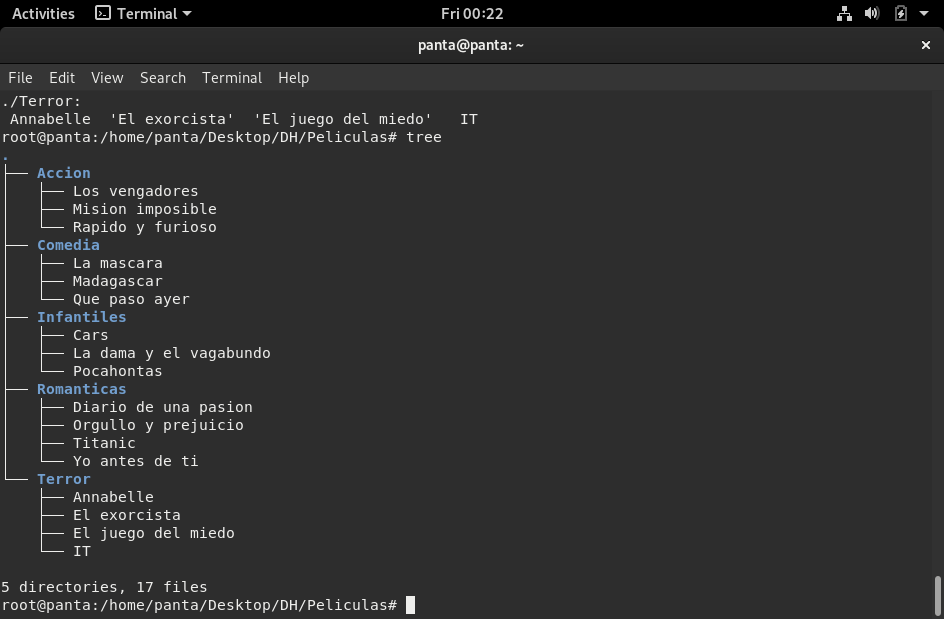 Activities Terminal Fri 00:22
panta@panta: ~ ×
File Edit View Search Terminal Help
./Terror:
 Annabelle  'El exorcista'  'El juego del miedo'   IT
root@panta:/home/panta/Desktop/DH/Peliculas# tree
.
├── Accion
│   ├── Los vengadores
│   ├── Mision imposible
│   └── Rapido y furioso
├── Comedia
│   ├── La mascara
│   ├── Madagascar
│   └── Que paso ayer
├── Infantiles
│   ├── Cars
│   ├── La dama y el vagabundo
│   └── Pocahontas
├── Romanticas
│   ├── Diario de una pasion
│   ├── Orgullo y prejuicio
│   ├── Titanic
│   └── Yo antes de ti
└── Terror
    ├── Annabelle
    ├── El exorcista
    ├── El juego del miedo
    └── IT

5 directories, 17 files
root@panta:/home/panta/Desktop/DH/Peliculas#